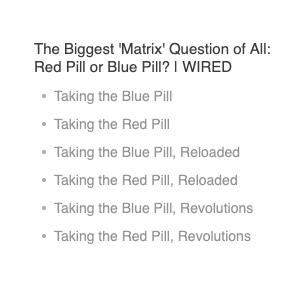 The Biggest 'Matrix' Question of All:
Red Pill or Blue Pill? | WIRED
• Taking the Blue Pill
• Taking the Red Pill
• Taking the Blue Pill, Reloaded
• Taking the Red Pill, Reloaded
• Taking the Blue Pill, Revolutions
• Taking the Red Pill, Revolutions